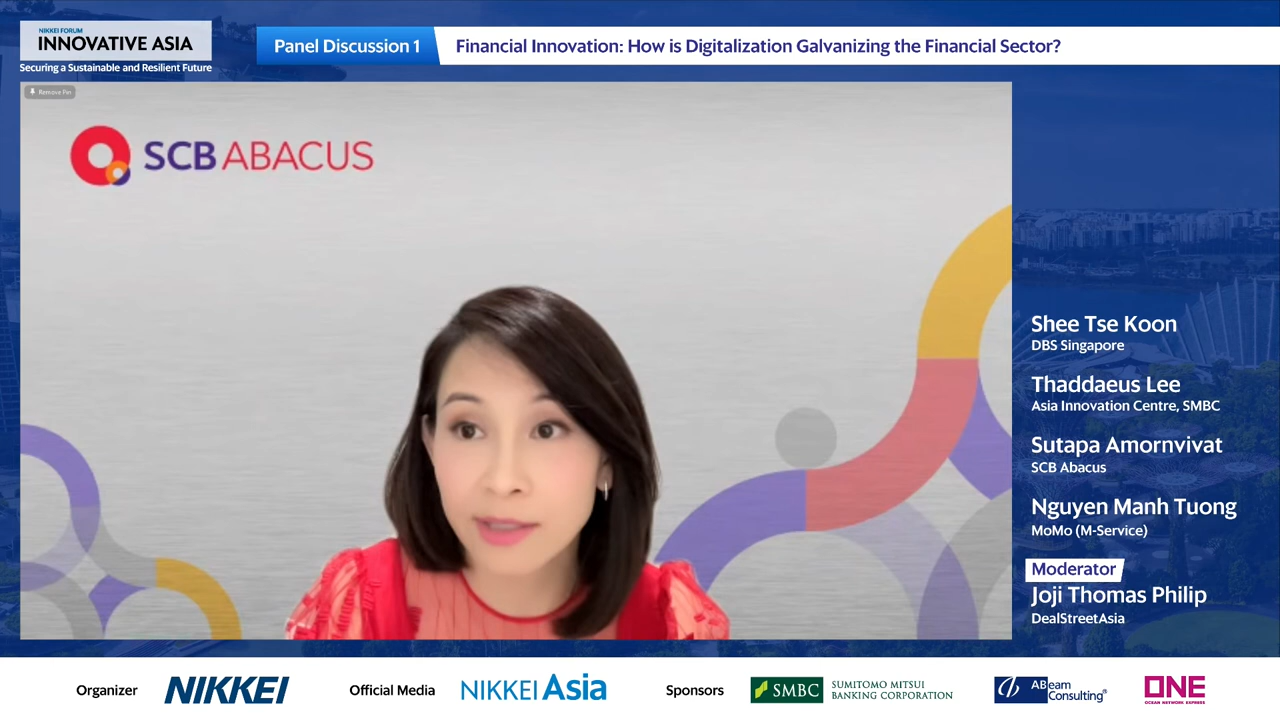 NIKKEI FORUM
INNOVATIVE ASIA
Securing a Sustainable and Resilient Future
Panel Discussion 1
Financial Innovation: How is Digitalization Galvanizing the Financial Sector?
Remove Pin
SCB ABACUS
Shee Tse Koon
DBS Singapore
Thaddaeus Lee
Asia Innovation Centre, SMBC
Sutapa Amornvivat
SCB Abacus
Nguyen Manh Tuong
MoMo (M-Service)
Moderator
Joji Thomas Philip
DealStreetAsia
Organizer
NIKKEI
Official Media
NIKKEI Asia
Sponsors
SMBC
SUMITOMO MITSUI
BANKING CORPORATION
ABeam
Consulting®
ONE
OCEAN NETWORK EXPRESS